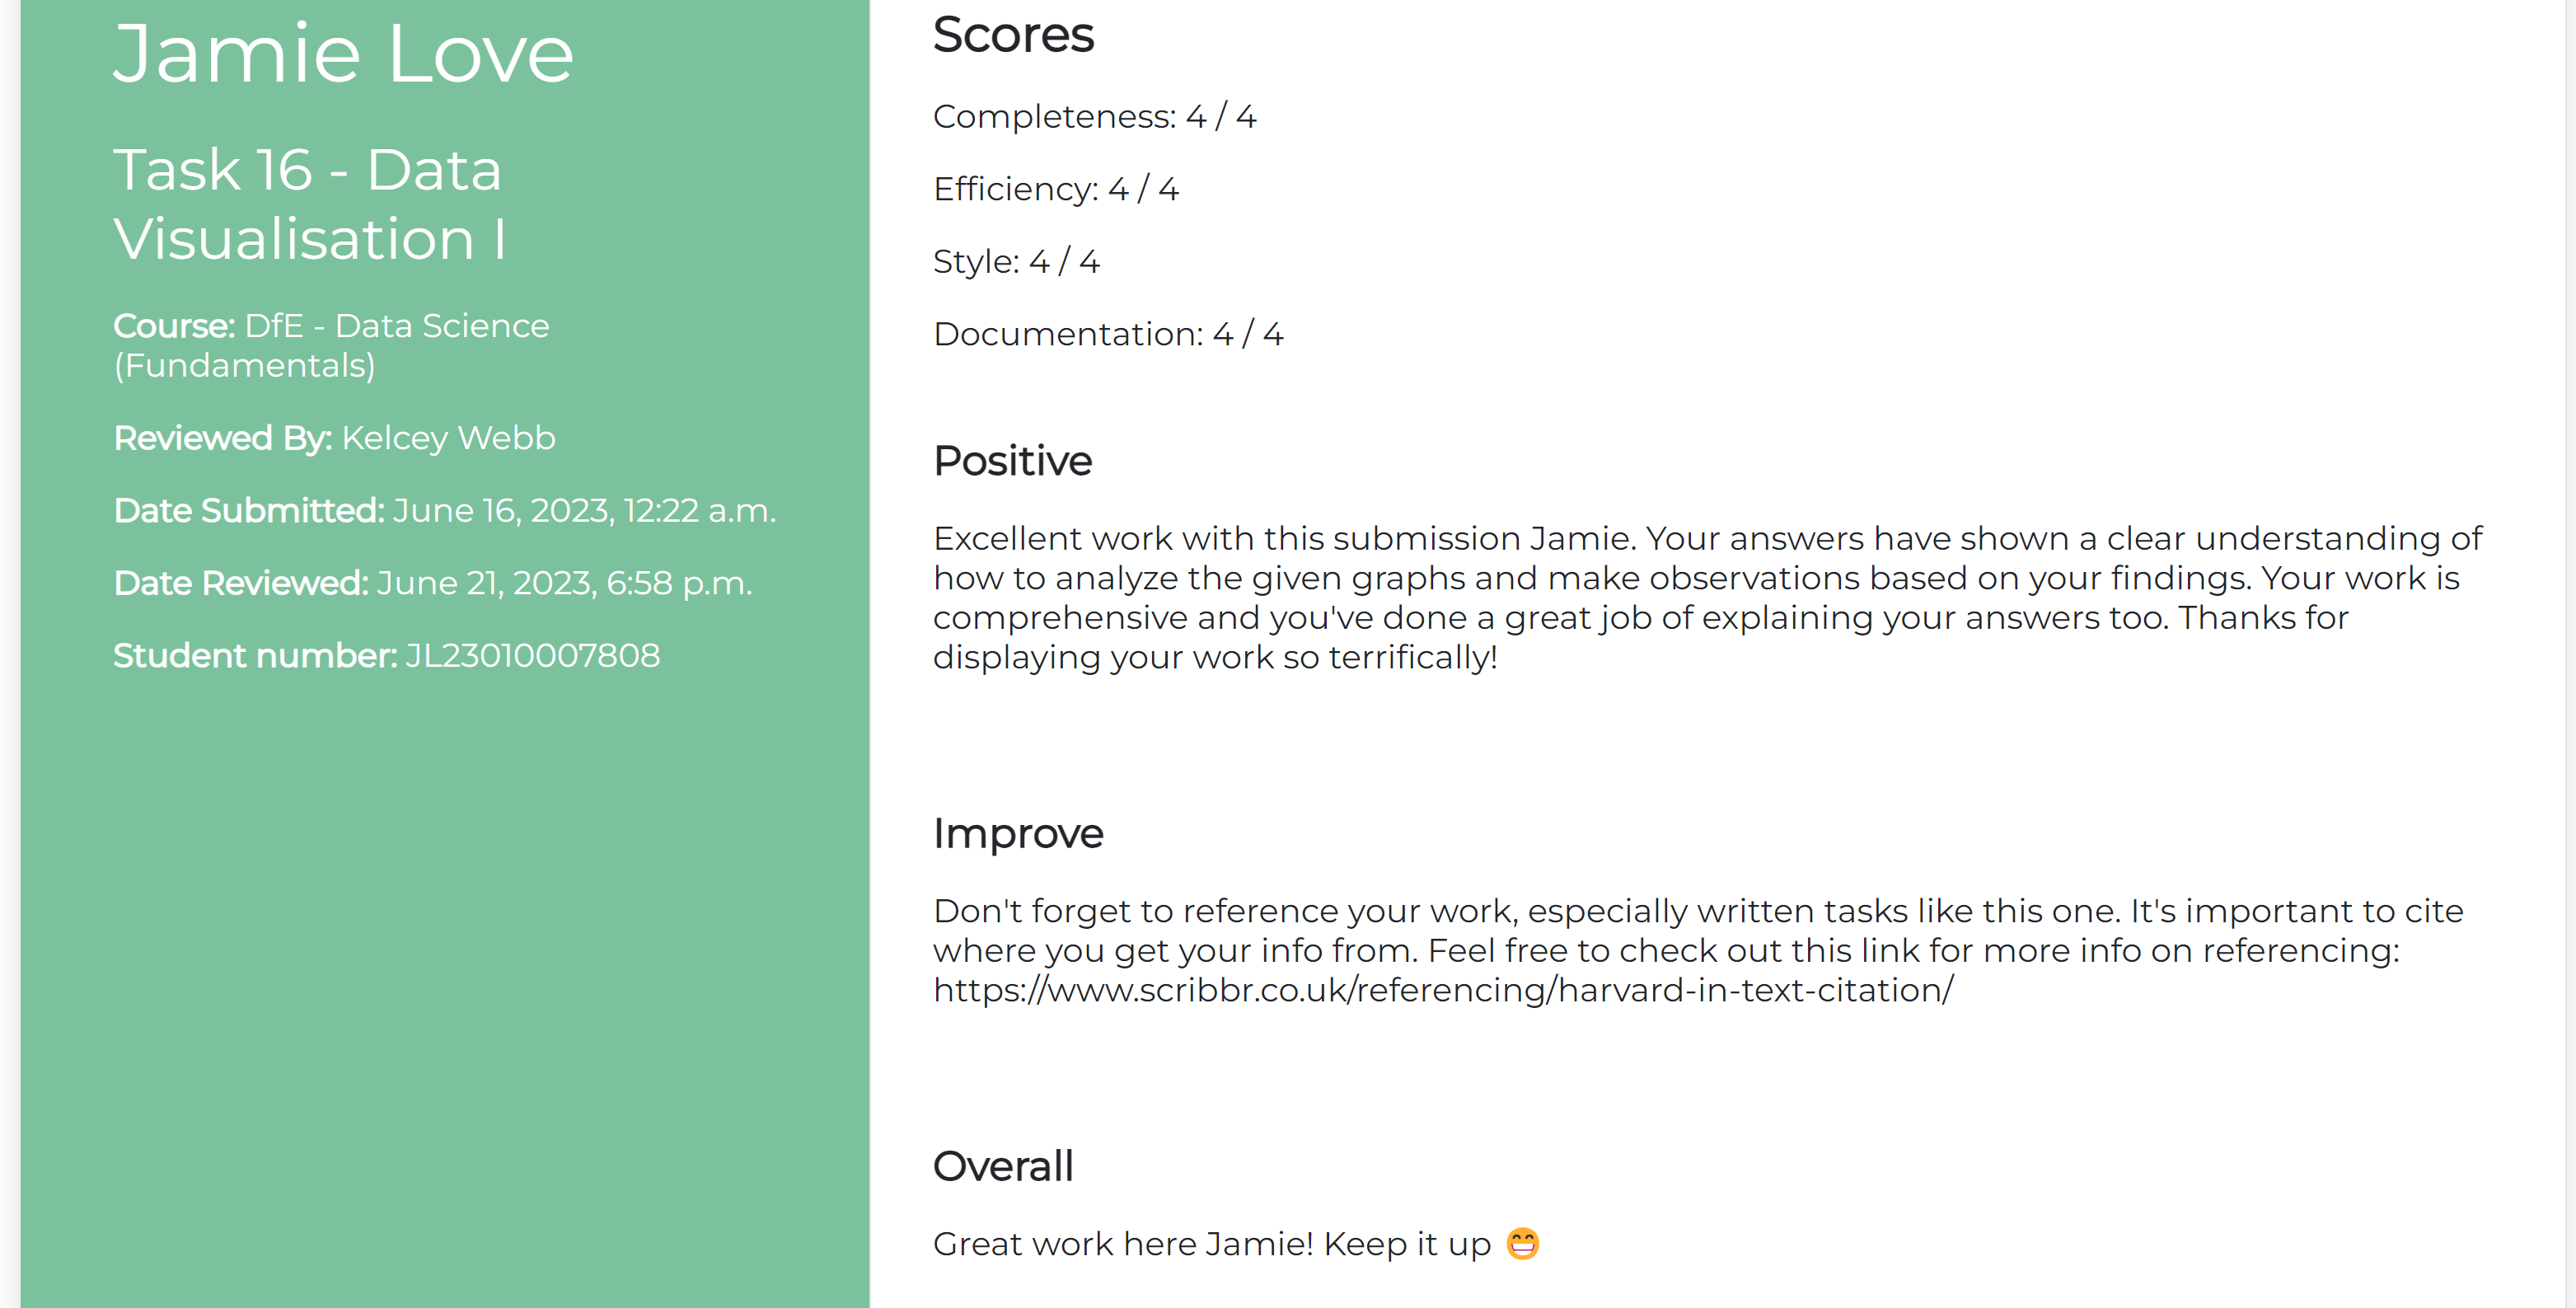 Jamie Love
Task 16 - Data
Visualisation I
Course: DfE - Data Science
(Fundamentals)
Reviewed By: Kelcey Webb
Date Submitted: June 16, 2023, 12:22 a.m.
Date Reviewed: June 21, 2023, 6:58 p.m.
Student number: JL23010007808
Scores
Completeness: 4 / 4
Efficiency: 4 / 4
Style: 4 / 4
Documentation: 4 / 4
Positive
Excellent work with this submission Jamie. Your answers have shown a clear understanding of
how to analyze the given graphs and make observations based on your findings. Your work is
comprehensive and you've done a great job of explaining your answers too. Thanks for
displaying your work so terrifically!
Improve
Don't forget to reference your work, especially written tasks like this one. It's important to cite
where you get your info from. Feel free to check out this link for more info on referencing:
https://www.scribbr.co.uk/referencing/harvard-in-text-citation/
Overall
Great work here Jamie! Keep it up 😁